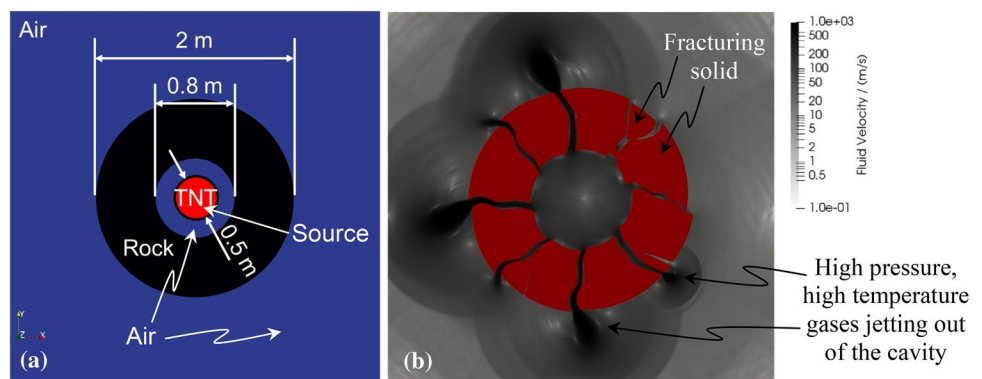 Air
2 m
0.8 m
TNT
Rock
0.5 m
Source
Air
Y
Z X
(a)
Fracturing
solid
High pressure,
high temperature
gases jetting out
of the cavity
(b)
1.0e+03
500
200
100
50
20
10
5
2
1
0.5
1.0e-01
Fluid Velocity / (m/s)